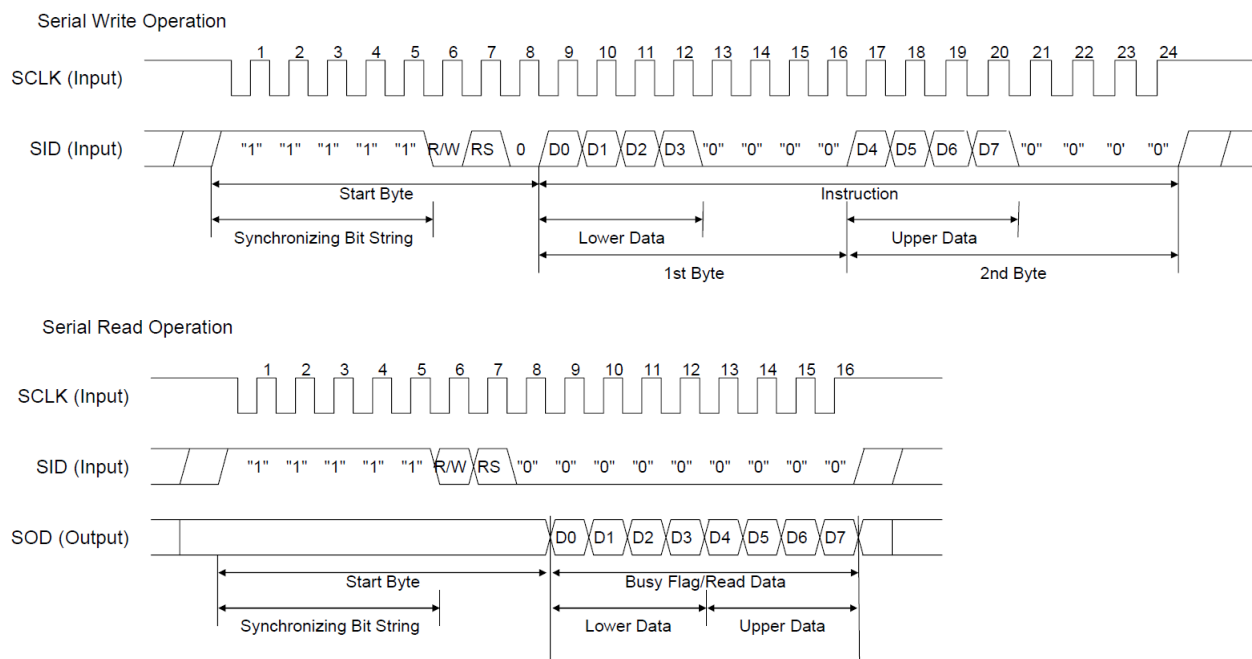 Serial Write Operation
1 2 3 4 5 6 7 8 9 10 11 12 13 14 15 16 17 18 19 20 21 22 23 24
SCLK (Input)
SID (Input) "1" "1" "1" "1" "1" R/W RS 0 D0 D1 D2 D3 "0" "0" "0" "0" D4 D5 D6 D7 "0" "0" "0' "0"
Start Byte Instruction
Synchronizing Bit String Lower Data Upper Data
1st Byte 2nd Byte
Serial Read Operation
1 2 3 4 5 6 7 8 9 10 11 12 13 14 15 16
SCLK (Input)
SID (Input) "1" "1" "1" "1" "1" R/W RS "0" "0" "0" "0" "0" "0" "0" "0" "0"
SOD (Output) D0 D1 D2 D3 D4 D5 D6 D7
Start Byte Busy Flag/Read Data
Synchronizing Bit String Lower Data Upper Data